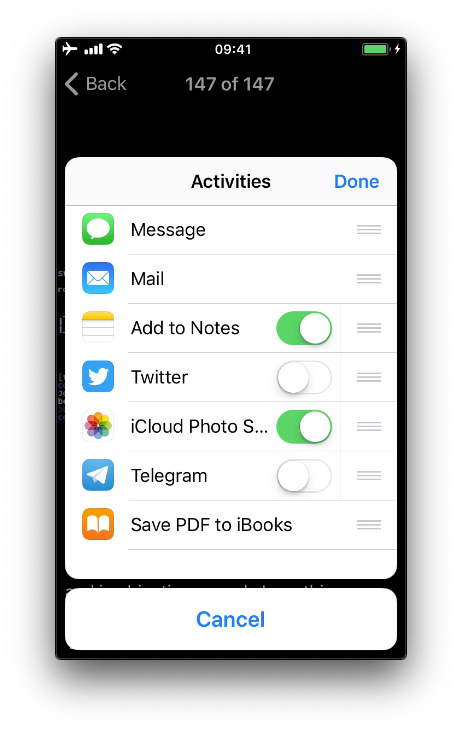 09:41
Back
147 of 147
Activities
Done
Message
Mail
Add to Notes
Twitter
iCloud Photo S...
Telegram
Save PDF to iBooks
Cancel